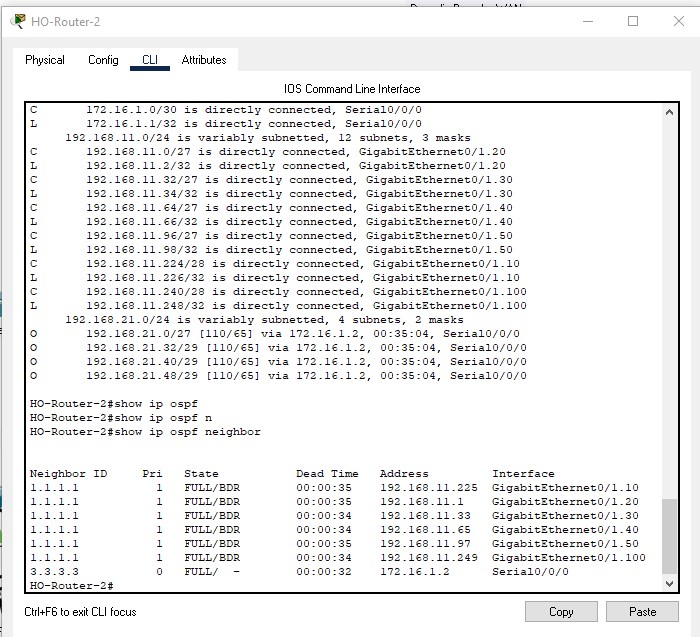 HO-Router-2
Physical Config CLI Attributes
IOS Command Line Interface
C 172.16.1.0/30 is directly connected, Serial0/0/0
L 172.16.1.1/32 is directly connected, Serial0/0/0
192.168.11.0/24 is variably subnetted, 12 subnets, 3 masks
C 192.168.11.0/27 is directly connected, GigabitEthernet0/1.20
L 192.168.11.2/32 is directly connected, GigabitEthernet0/1.20
C 192.168.11.32/27 is directly connected, GigabitEthernet0/1.30
L 192.168.11.34/32 is directly connected, GigabitEthernet0/1.30
C 192.168.11.64/27 is directly connected, GigabitEthernet0/1.40
L 192.168.11.66/32 is directly connected, GigabitEthernet0/1.40
C 192.168.11.96/27 is directly connected, GigabitEthernet0/1.50
L 192.168.11.98/32 is directly connected, GigabitEthernet0/1.50
C 192.168.11.224/28 is directly connected, GigabitEthernet0/1.10
L 192.168.11.226/32 is directly connected, GigabitEthernet0/1.10
C 192.168.11.240/28 is directly connected, GigabitEthernet0/1.100
L 192.168.11.248/32 is directly connected, GigabitEthernet0/1.100
192.168.21.0/24 is variably subnetted, 4 subnets, 2 masks
O 192.168.21.0/27 [110/65] via 172.16.1.2, 00:35:04, Serial0/0/0
O 192.168.21.32/29 [110/65] via 172.16.1.2, 00:35:04, Serial0/0/0
O 192.168.21.40/29 [110/65] via 172.16.1.2, 00:35:04, Serial0/0/0
O 192.168.21.48/29 [110/65] via 172.16.1.2, 00:35:04, Serial0/0/0
HO-Router-2#show ip ospf
HO-Router-2#show ip ospf n
HO-Router-2#show ip ospf neighbor
Neighbor ID Pri State Dead Time Address Interface
1.1.1.1 1 FULL/BDR 00:00:35 192.168.11.225 GigabitEthernet0/1.10
1.1.1.1 1 FULL/BDR 00:00:35 192.168.11.1 GigabitEthernet0/1.20
1.1.1.1 1 FULL/BDR 00:00:34 192.168.11.33 GigabitEthernet0/1.30
1.1.1.1 1 FULL/BDR 00:00:34 192.168.11.65 GigabitEthernet0/1.40
1.1.1.1 1 FULL/BDR 00:00:35 192.168.11.97 GigabitEthernet0/1.50
1.1.1.1 1 FULL/BDR 00:00:34 192.168.11.249 GigabitEthernet0/1.100
3.3.3.3 0 FULL/ - 00:00:32 172.16.1.2 Serial0/0/0
HO-Router-2#
Ctrl+F6 to exit CLI focus
Copy Paste